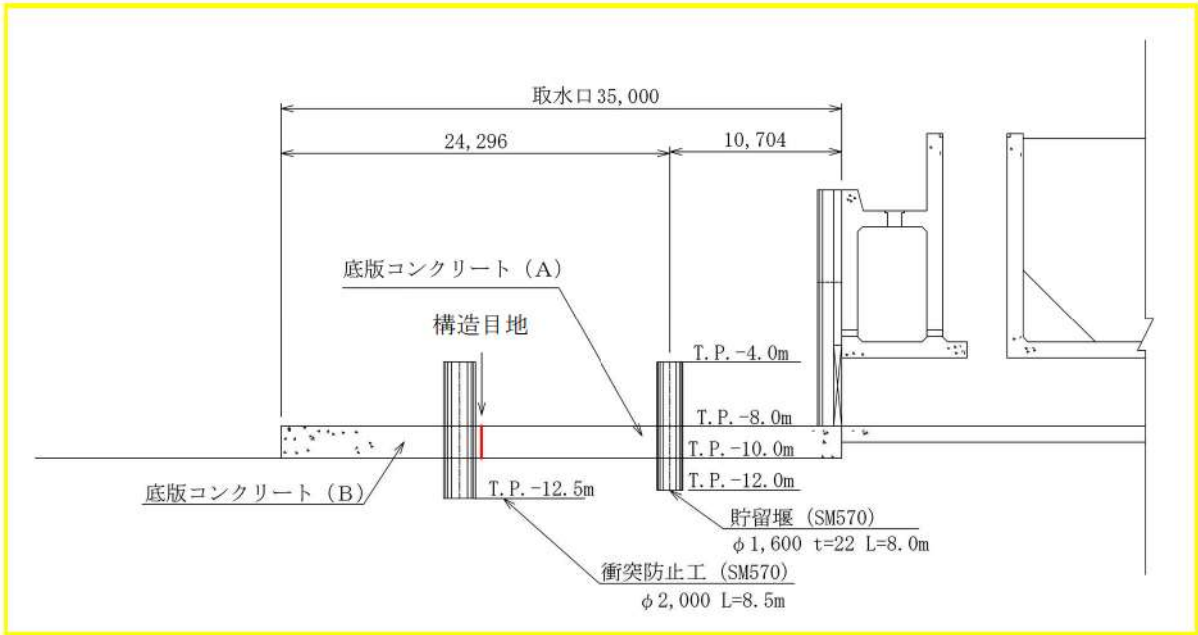 取水口35,000
24,296
10,704
底版コンクリート（A）
構造目地
T.P.-4.0m
T.P.-8.0m
T.P.-10.0m
T.P.-12.0m
T.P.-12.5m
底版コンクリート（B）
貯留堰（SM570）
φ1,600 t=22 L=8.0m
衝突防止工（SM570）
φ2,000 L=8.5m